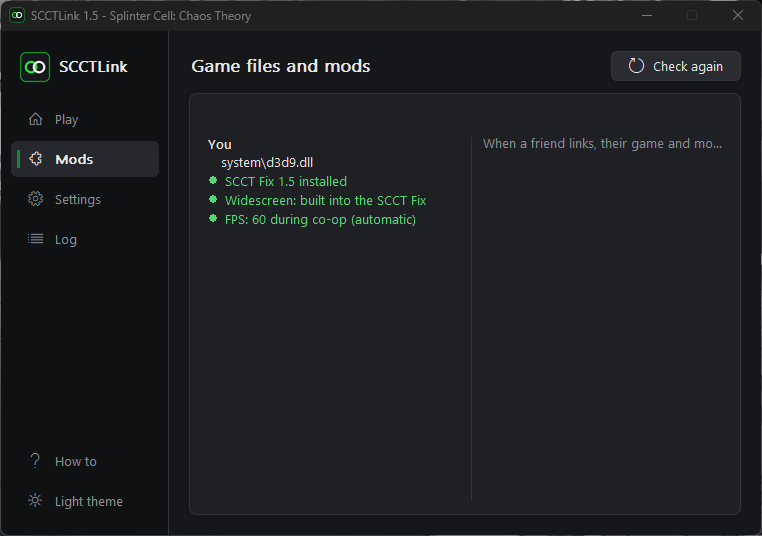 SCCTLink 1.5 - Splinter Cell: Chaos Theory
SCCTLink
Play
Mods
Settings
Log
How to
Light theme
Game files and mods
Check again
You
system\d3d9.dll
SCCT Fix 1.5 installed
Widescreen: built into the SCCT Fix
FPS: 60 during co-op (automatic)
When a friend links, their game and mo...